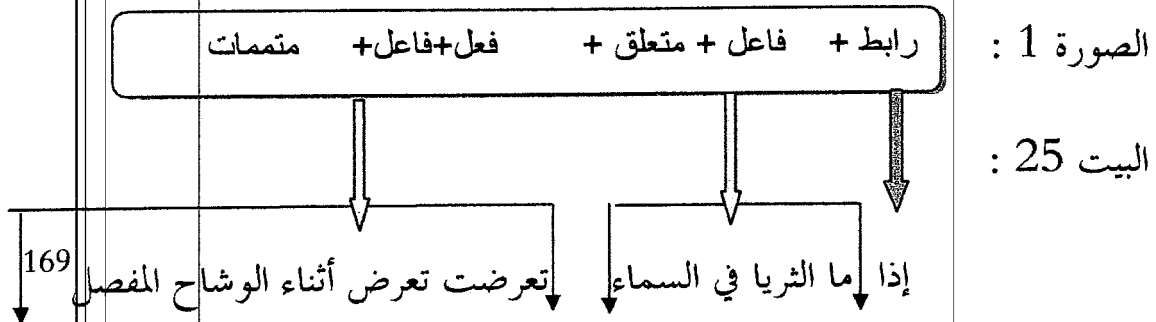 الصورة 1 : رابط + فاعل + متعلق + فعل+فاعل+ متممات
البيت 25 :
إذا ما الثريا في السماء تعرضت تعرض أثناء الوشاح المفصل 169